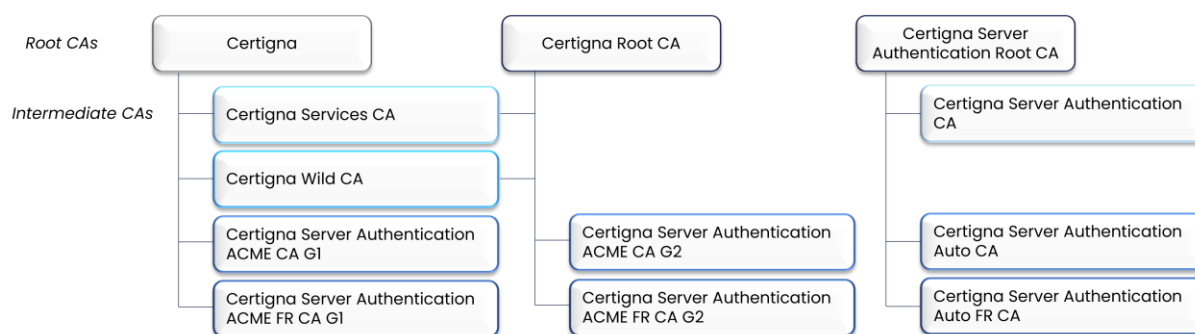 Root CAs
Certigna
Certigna Root CA
Certigna Server
Authentication Root CA
Intermediate CAs
Certigna Services CA
Certigna Server Authentication
CA
Certigna Wild CA
Certigna Server Authentication
ACME CA G1
Certigna Server Authentication
ACME CA G2
Certigna Server Authentication
Auto CA
Certigna Server Authentication
ACME FR CA G1
Certigna Server Authentication
ACME FR CA G2
Certigna Server Authentication
Auto FR CA